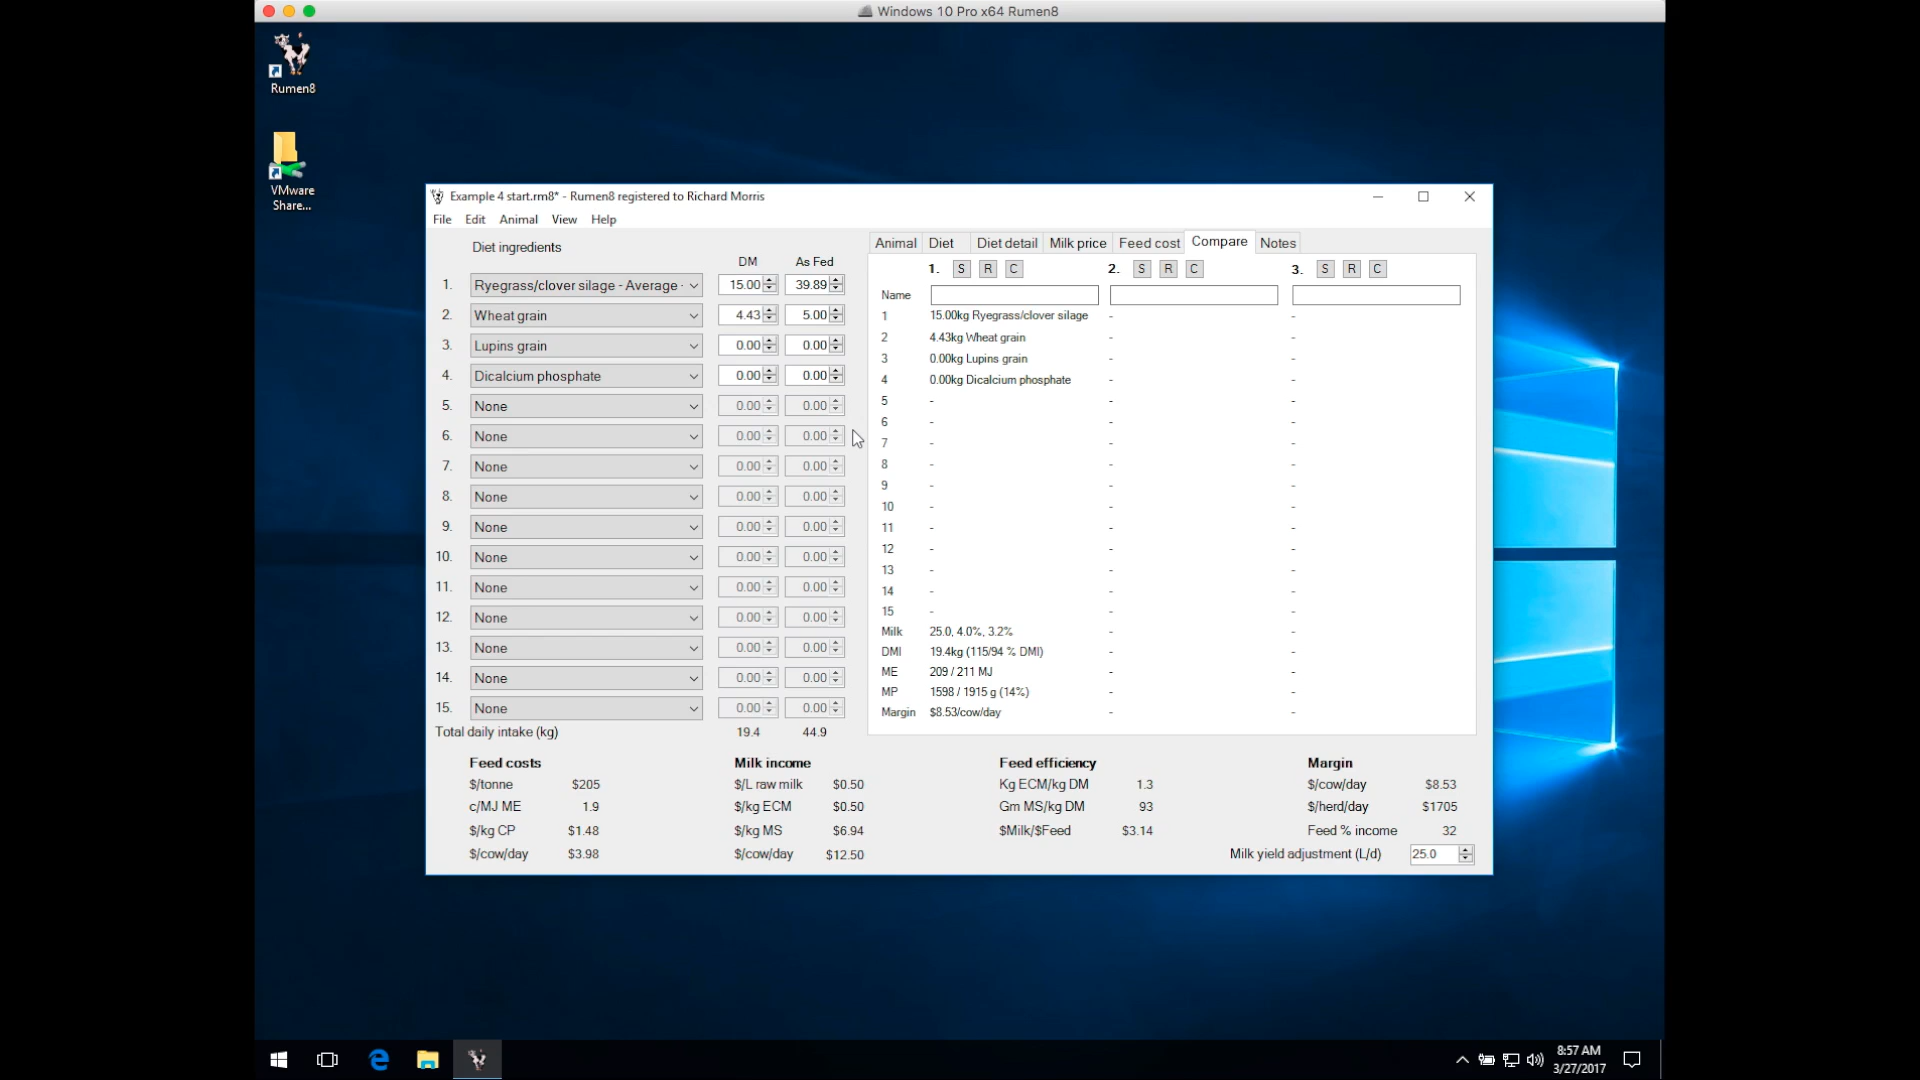 Windows 10 Pro x64 Rumen8
Rumen8
VMware
Share...
Example 4 start.rm8* - Rumen8 registered to Richard Morris
File Edit Animal View Help
Diet ingredients
DM As Fed
1. Ryegrass/clover silage - Average - 15.00 39.89
2. Wheat grain 4.43 5.00
3. Lupins grain 0.00 0.00
4. Dicalcium phosphate 0.00 0.00
5. None 0.00 0.00
6. None 0.00 0.00
7. None 0.00 0.00
8. None 0.00 0.00
9. None 0.00 0.00
10. None 0.00 0.00
11. None 0.00 0.00
12. None 0.00 0.00
13. None 0.00 0.00
14. None 0.00 0.00
15. None 0.00 0.00
Total daily intake (kg) 19.4 44.9
Animal Diet Diet detail Milk price Feed cost Compare Notes
1. S R C 2. S R C 3. S R C
Name
1 15.00kg Ryegrass/clover silage - -
2 4.43kg Wheat grain - -
3 0.00kg Lupins grain - -
4 0.00kg Dicalcium phosphate - -
5 - - -
6 - - -
7 - - -
8 - - -
9 - - -
10 - - -
11 - - -
12 - - -
13 - - -
14 - - -
15 - - -
Milk 25.0, 4.0%, 3.2% - -
DMI 19.4kg (115/94 % DMI) - -
ME 209 / 211 MJ - -
MP 1598 / 1915 g (14%) - -
Margin $8.53/cow/day - -
Feed costs Milk income Feed efficiency Margin
$/tonne $205 $/L raw milk $0.50 Kg ECM/kg DM 1.3 $/cow/day $8.53
c/MJ ME 1.9 $/kg ECM $0.50 Gm MS/kg DM 93 $/herd/day $1705
$/kg CP $1.48 $/kg MS $6.94 $Milk/$Feed $3.14 Feed % income 32
$/cow/day $3.98 $/cow/day $12.50 Milk yield adjustment (L/d) 25.0
8:57 AM
3/27/2017